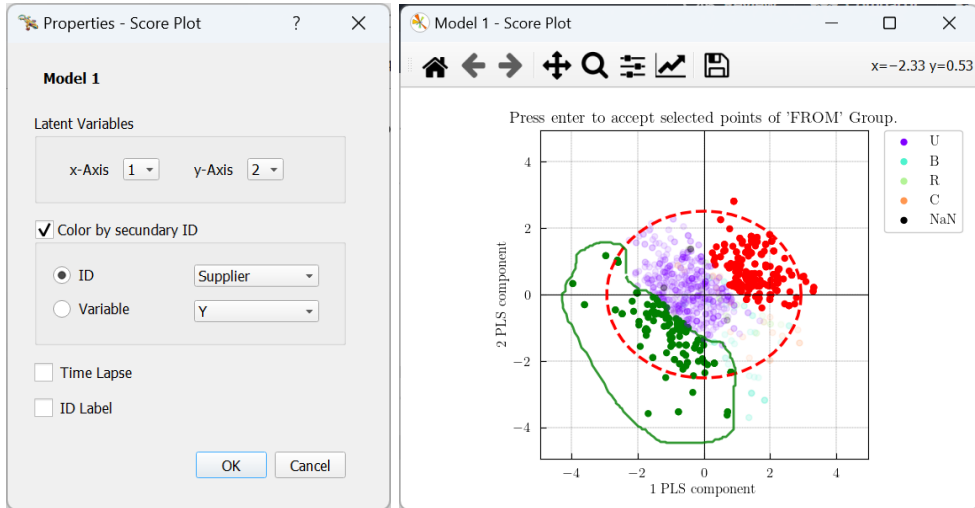 Properties - Score Plot
?
Model 1
Latent Variables
x-Axis 1 y-Axis 2
Color by secundary ID
ID Supplier
Variable Y
Time Lapse
ID Label
OK Cancel
Model 1 - Score Plot
x=−2.33 y=0.53
Press enter to accept selected points of 'FROM' Group.
U
B
R
C
NaN
4
2
0
−2
−4
2 PLS component
−4 −2 0 2 4
1 PLS component